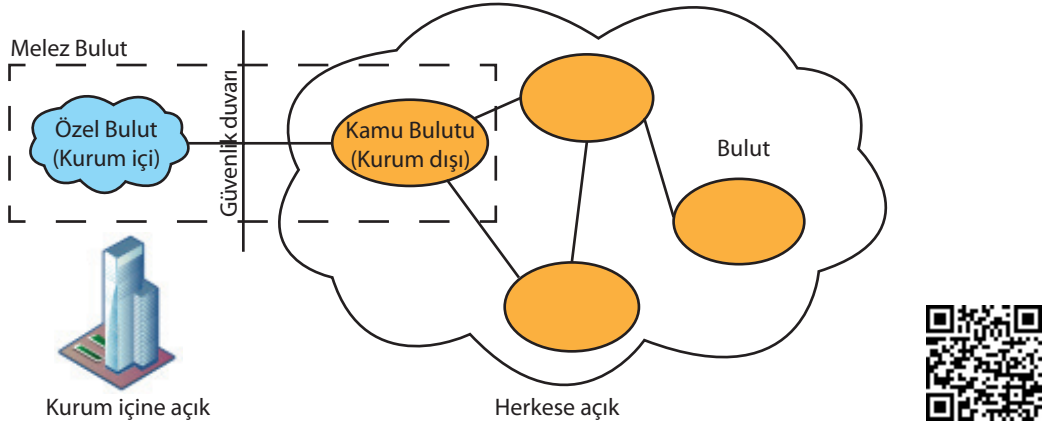 Melez Bulut
Özel Bulut
(Kurum içi)
Güvenlik duvarı
Kamu Bulutu
(Kurum dışı)
Bulut
Kurum içine açık
Herkese açık